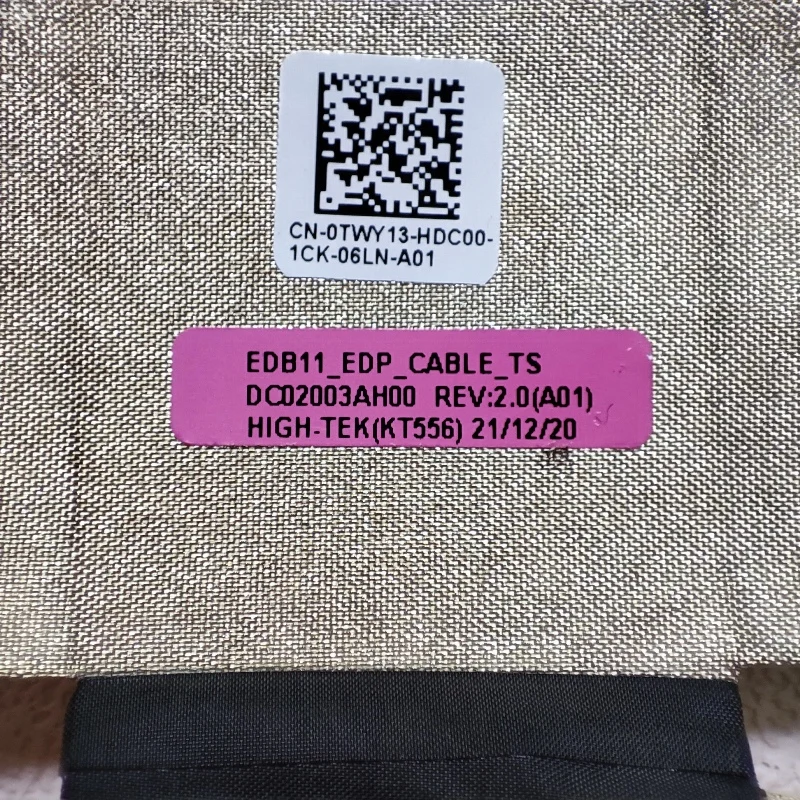 CN-0TWY13-HDC00-
1CK-06LN-A01
EDB11_EDP_CABLE_TS
DC02003AH00 REV:2.0(A01)
HIGH-TEK(KT556) 21/12/20